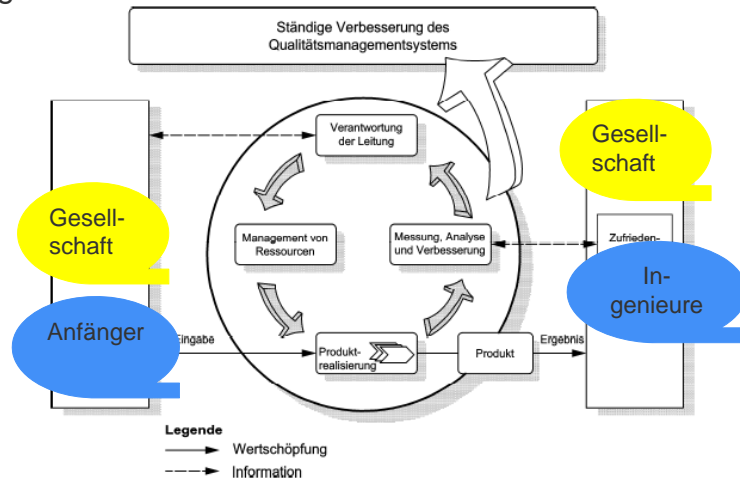 Ständige Verbesserung des
Qualitätsmanagementsystems
Verantwortung
der Leitung
Gesell-
schaft
Gesell-
schaft
Management von
Ressourcen
Messung, Analyse
und Verbesserung
Zufrieden-
In-
genieure
Anfänger
Eingabe
Produkt-
realisierung
Produkt
Ergebnis
Legende
Wertschöpfung
Information